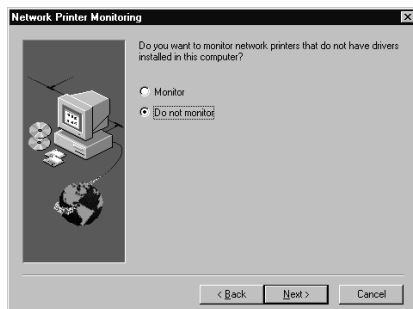 Network Printer Monitoring
Do you want to monitor network printers that do not have drivers
installed in this computer?
Monitor
Do not monitor
< Back
Next >
Cancel